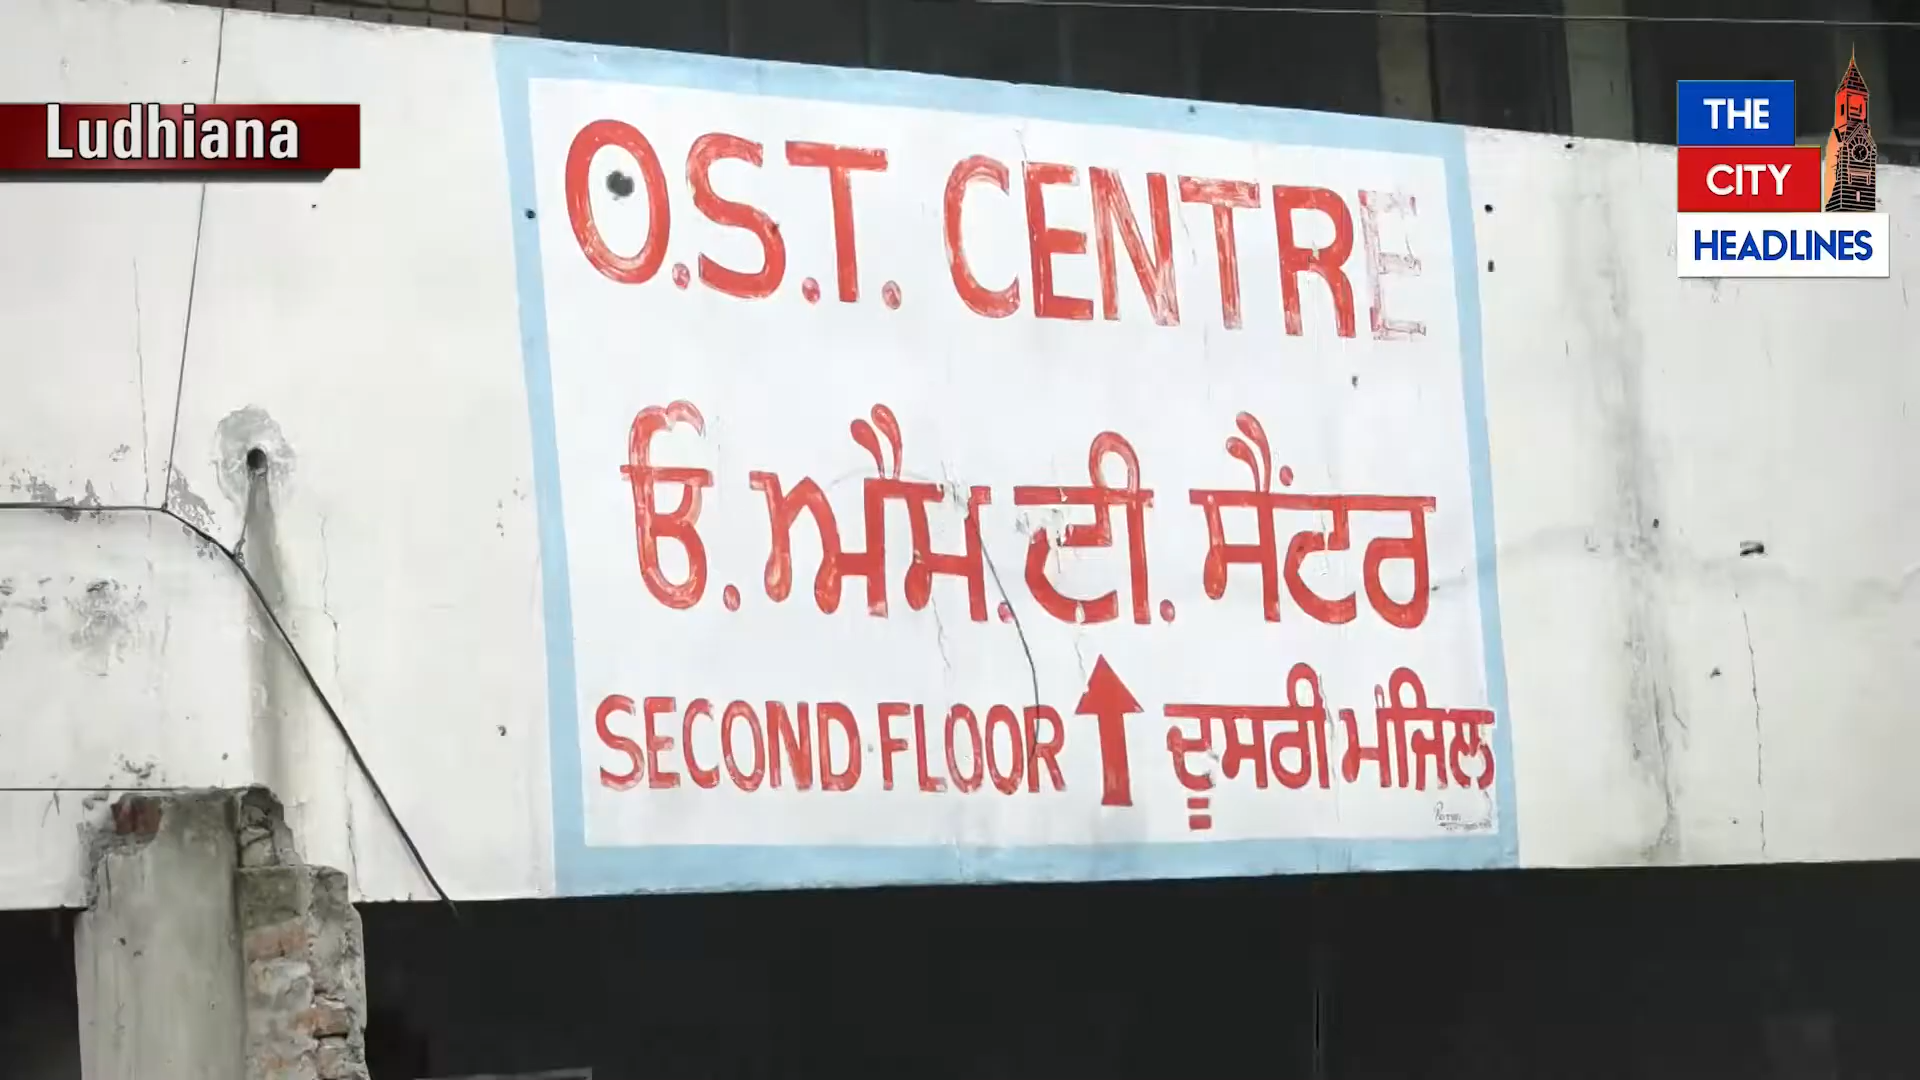 Ludhiana
THE
CITY
HEADLINES
O.S.T. CENTRE
ਓ. ਐਸ. ਟੀ. ਸੈਂਟਰ
SECOND FLOOR
ਦੂਸਰੀ ਮੰਜਿਲ